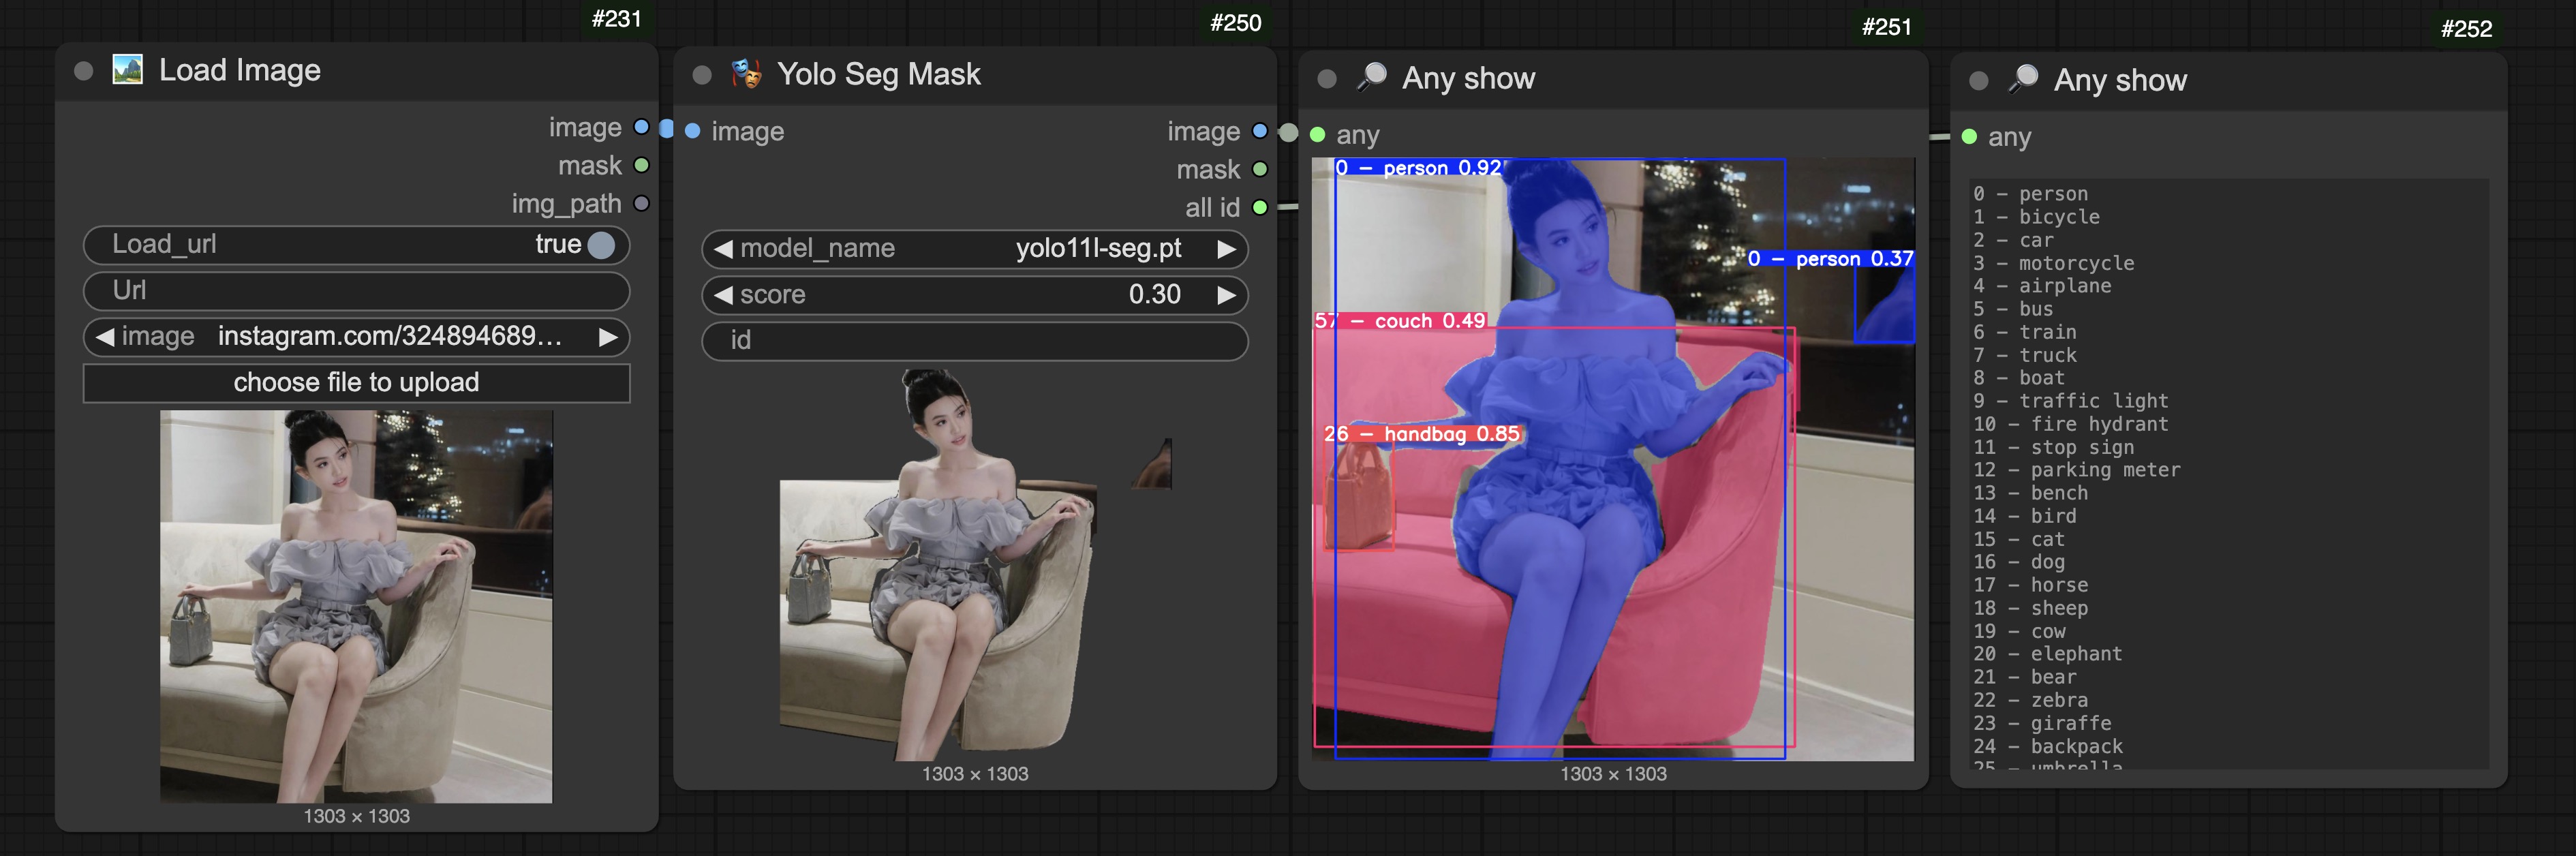 #231
Load Image
image
mask
img_path
Load_url true
Url
image instagram.com/324894689...
choose file to upload
1303 × 1303
#250
Yolo Seg Mask
image image
mask
all id
model_name yolo11l-seg.pt
score 0.30
id
1303 × 1303
#251
Any show
any
0 - person 0.92
0 - person 0.37
57 - couch 0.49
26 - handbag 0.85
1303 × 1303
#252
Any show
any
0 - person
1 - bicycle
2 - car
3 - motorcycle
4 - airplane
5 - bus
6 - train
7 - truck
8 - boat
9 - traffic light
10 - fire hydrant
11 - stop sign
12 - parking meter
13 - bench
14 - bird
15 - cat
16 - dog
17 - horse
18 - sheep
19 - cow
20 - elephant
21 - bear
22 - zebra
23 - giraffe
24 - backpack
25 - umbrella